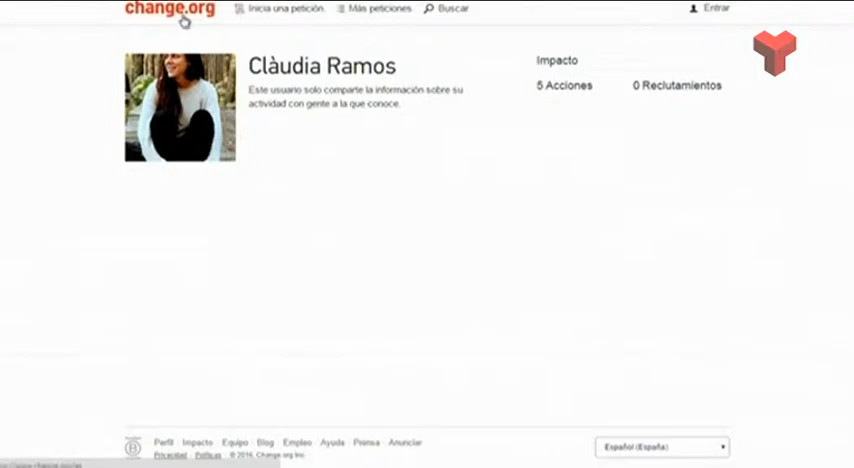 change.org
Inicia una petición.
Más peticiones
Buscar
Entrar
Clàudia Ramos
Este usuario solo comparte la información sobre su
actividad con gente a la que conoce.
Impacto
5 Acciones
0 Reclutamientos
Perfil Impacto Equipo Blog Empleo Ayuda Prensa Anunciar
Privacidad Políticas © 2016, Change.org Inc.
Español (España)